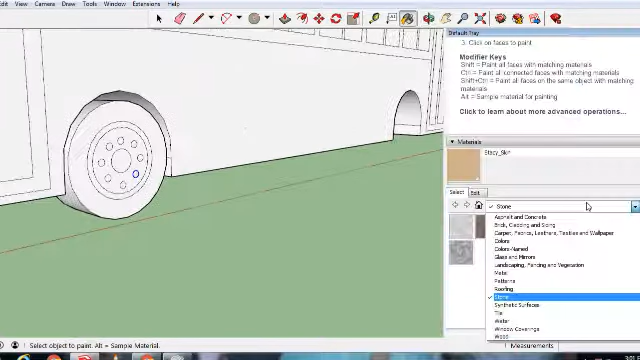 Edit View Camera Draw Tools Window Extensions Help
Default Tray
3. Click on faces to paint
Modifier Keys
Shift = Paint all faces with matching materials
Ctrl = Paint all connected faces with matching materials
Shift+Ctrl = Paint all faces on the same object with matching
materials
Alt = Sample material for painting
Click to learn about more advanced operations...
Materials
Stacy_Skin
Select Edit
Stone
Asphalt and Concrete
Brick, Cladding and Siding
Carpet, Fabrics, Leathers, Textiles and Wallpaper
Colors
Colors-Named
Glass and Mirrors
Landscaping, Fencing and Vegetation
Metal
Patterns
Roofing
Stone
Synthetic Surfaces
Tile
Water
Window Coverings
Wood
Select object to paint. Alt = Sample Material.
Measurements